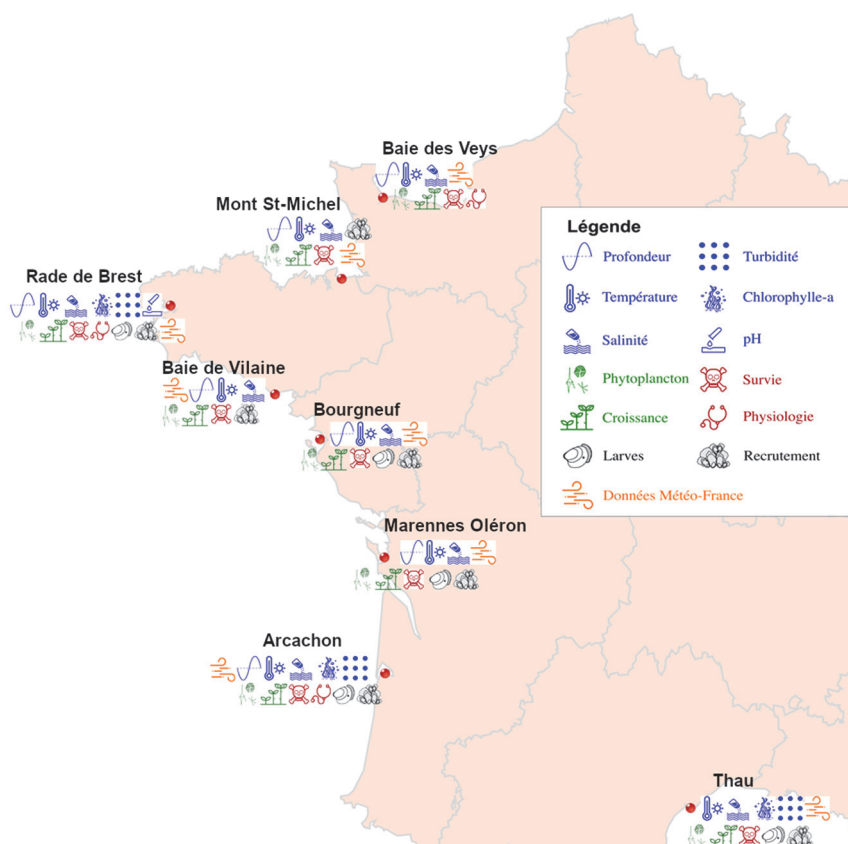 Baie des Veys
Mont St-Michel
Légende
Profondeur
Turbidité
Rade de Brest
Température
Chlorophylle-a
Salinité
pH
Baie de Vilaine
Phytoplancton
Survie
Bourgneuf
Croissance
Physiologie
Larves
Recrutement
Données Météo-France
Marennes Oléron
Arcachon
Thau